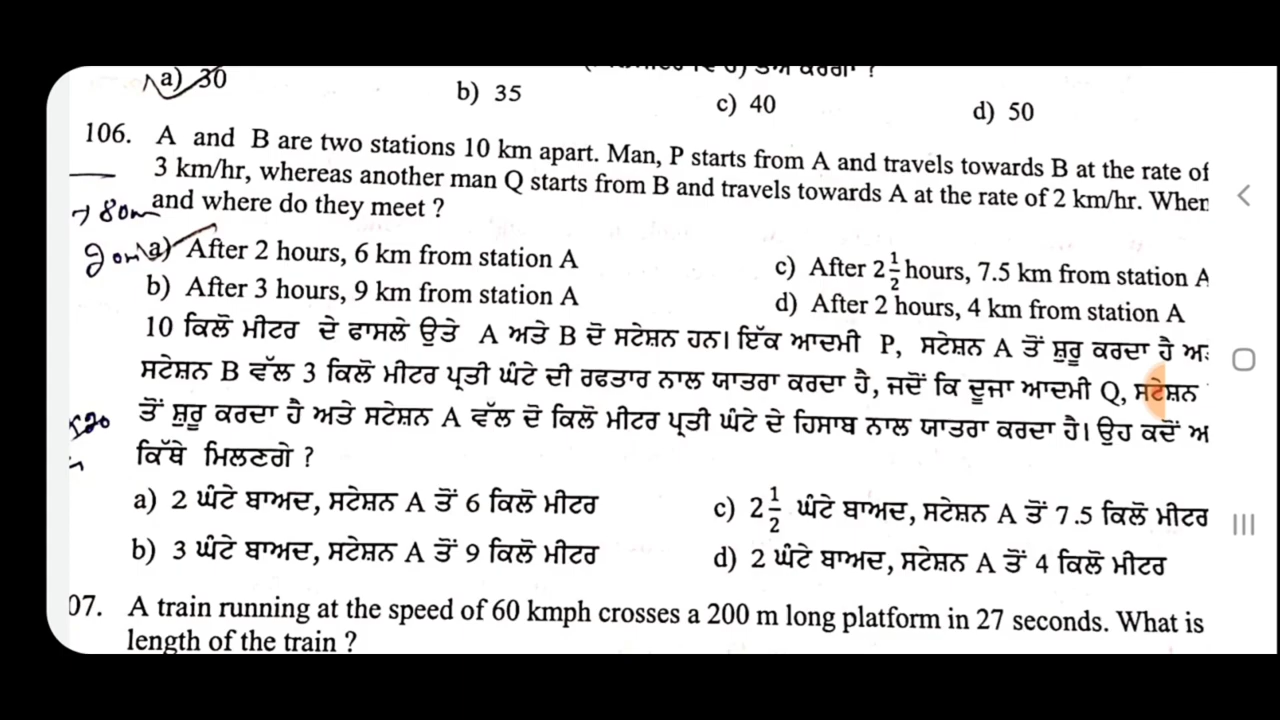 a) 30
b) 35
c) 40
d) 50
106. A and B are two stations 10 km apart. Man, P starts from A and travels towards B at the rate of
3 km/hr, whereas another man Q starts from B and travels towards A at the rate of 2 km/hr. When
and where do they meet ?
a) After 2 hours, 6 km from station A
c) After 2 1/2 hours, 7.5 km from station A
b) After 3 hours, 9 km from station A
d) After 2 hours, 4 km from station A
10 ਕਿਲੋ ਮੀਟਰ ਦੇ ਫਾਸਲੇ ਉਤੇ A ਅਤੇ B ਦੋ ਸਟੇਸ਼ਨ ਹਨ। ਇੱਕ ਆਦਮੀ P, ਸਟੇਸ਼ਨ A ਤੋਂ ਸ਼ੁਰੂ ਕਰਦਾ ਹੈ
ਸਟੇਸ਼ਨ B ਵੱਲ 3 ਕਿਲੋ ਮੀਟਰ ਪ੍ਰਤੀ ਘੰਟੇ ਦੀ ਰਫਤਾਰ ਨਾਲ ਯਾਤਰਾ ਕਰਦਾ ਹੈ, ਜਦੋਂ ਕਿ ਦੂਜਾ ਆਦਮੀ Q, ਸਟੇਸ਼ਨ
ਤੋਂ ਸ਼ੁਰੂ ਕਰਦਾ ਹੈ ਅਤੇ ਸਟੇਸ਼ਨ A ਵੱਲ ਦੋ ਕਿਲੋ ਮੀਟਰ ਪ੍ਰਤੀ ਘੰਟੇ ਦੇ ਹਿਸਾਬ ਨਾਲ ਯਾਤਰਾ ਕਰਦਾ ਹੈ। ਉਹ ਕਦੋਂ ਅ
ਕਿੱਥੇ ਮਿਲਣਗੇ ?
a) 2 ਘੰਟੇ ਬਾਅਦ, ਸਟੇਸ਼ਨ A ਤੋਂ 6 ਕਿਲੋ ਮੀਟਰ
c) 2 1/2 ਘੰਟੇ ਬਾਅਦ, ਸਟੇਸ਼ਨ A ਤੋਂ 7.5 ਕਿਲੋ ਮੀਟਰ
b) 3 ਘੰਟੇ ਬਾਅਦ, ਸਟੇਸ਼ਨ A ਤੋਂ 9 ਕਿਲੋ ਮੀਟਰ
d) 2 ਘੰਟੇ ਬਾਅਦ, ਸਟੇਸ਼ਨ A ਤੋਂ 4 ਕਿਲੋ ਮੀਟਰ
07. A train running at the speed of 60 kmph crosses a 200 m long platform in 27 seconds. What is
length of the train ?